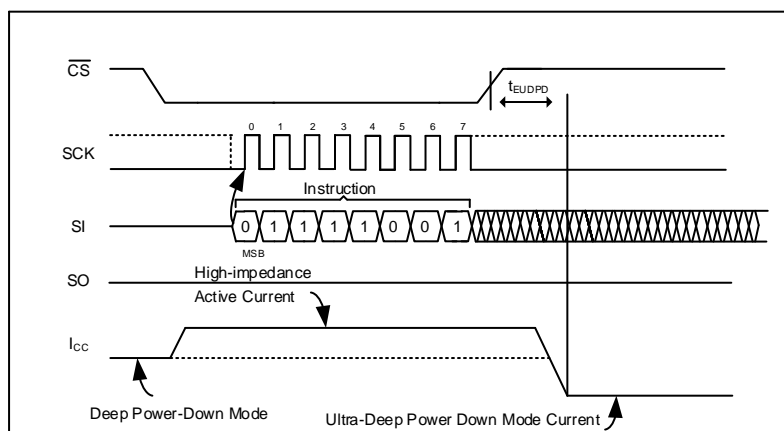 CS
tEUDPD
0 1 2 3 4 5 6 7
SCK
Instruction
SI 0 1 1 1 1 0 0 1
MSB
High-impedance
SO
Active Current
ICC
Deep Power-Down Mode
Ultra-Deep Power Down Mode Current